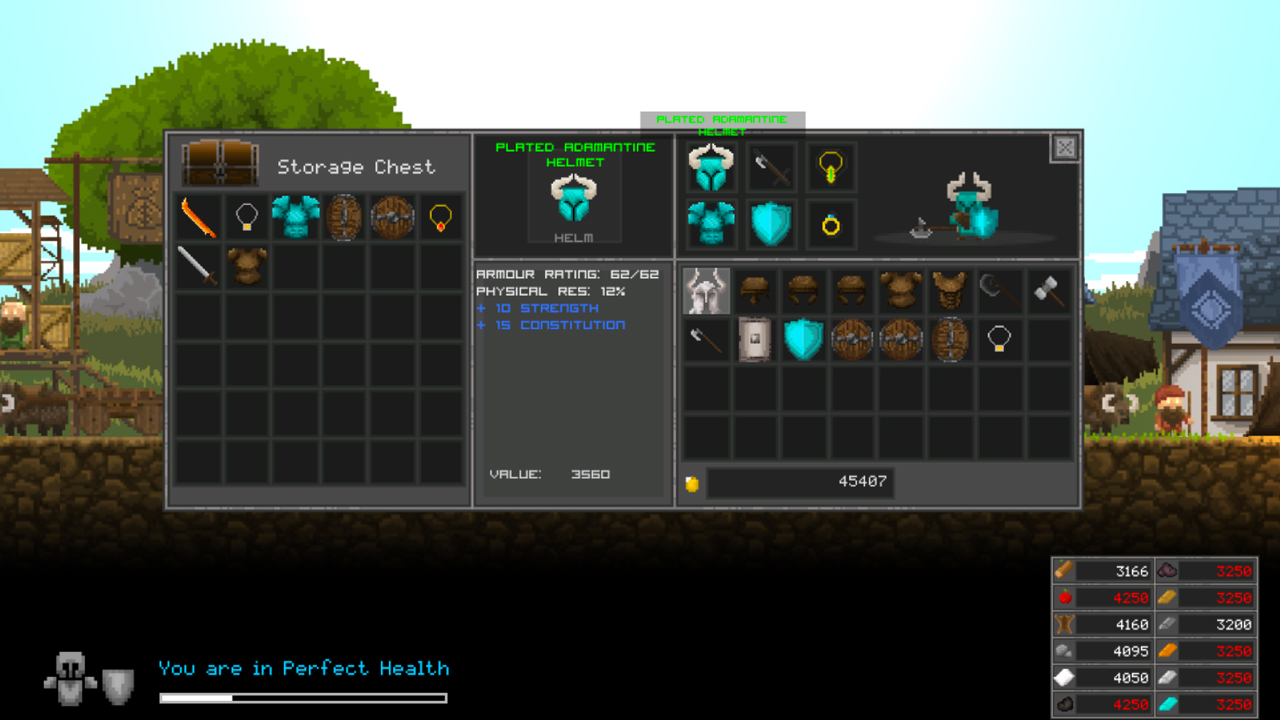 PLATED ADAMANTINE
HELMET
Storage Chest
PLATED ADAMANTINE
HELMET
HELM
ARMOUR RATING: 62/62
PHYSICAL RES: 12%
+ 10 STRENGTH
+ 15 CONSTITUTION
VALUE: 3560
45407
3166 3250
4250 3250
4160 3200
4095 3250
4050 3250
4250 3250
You are in Perfect Health